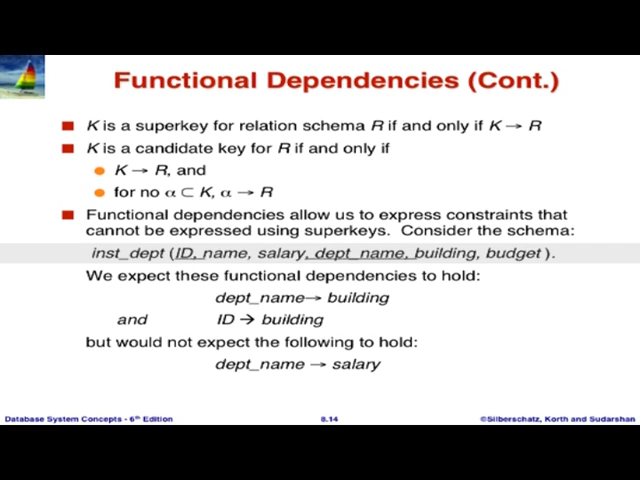 Functional Dependencies (Cont.)
K is a superkey for relation schema R if and only if K → R
K is a candidate key for R if and only if
K → R, and
for no α ⊂ K, α → R
Functional dependencies allow us to express constraints that
cannot be expressed using superkeys. Consider the schema:
inst_dept (ID, name, salary, dept_name, building, budget ).
We expect these functional dependencies to hold:
dept_name→ building
and ID → building
but would not expect the following to hold:
dept_name → salary
Database System Concepts - 6th Edition 8.14 ©Silberschatz, Korth and Sudarshan